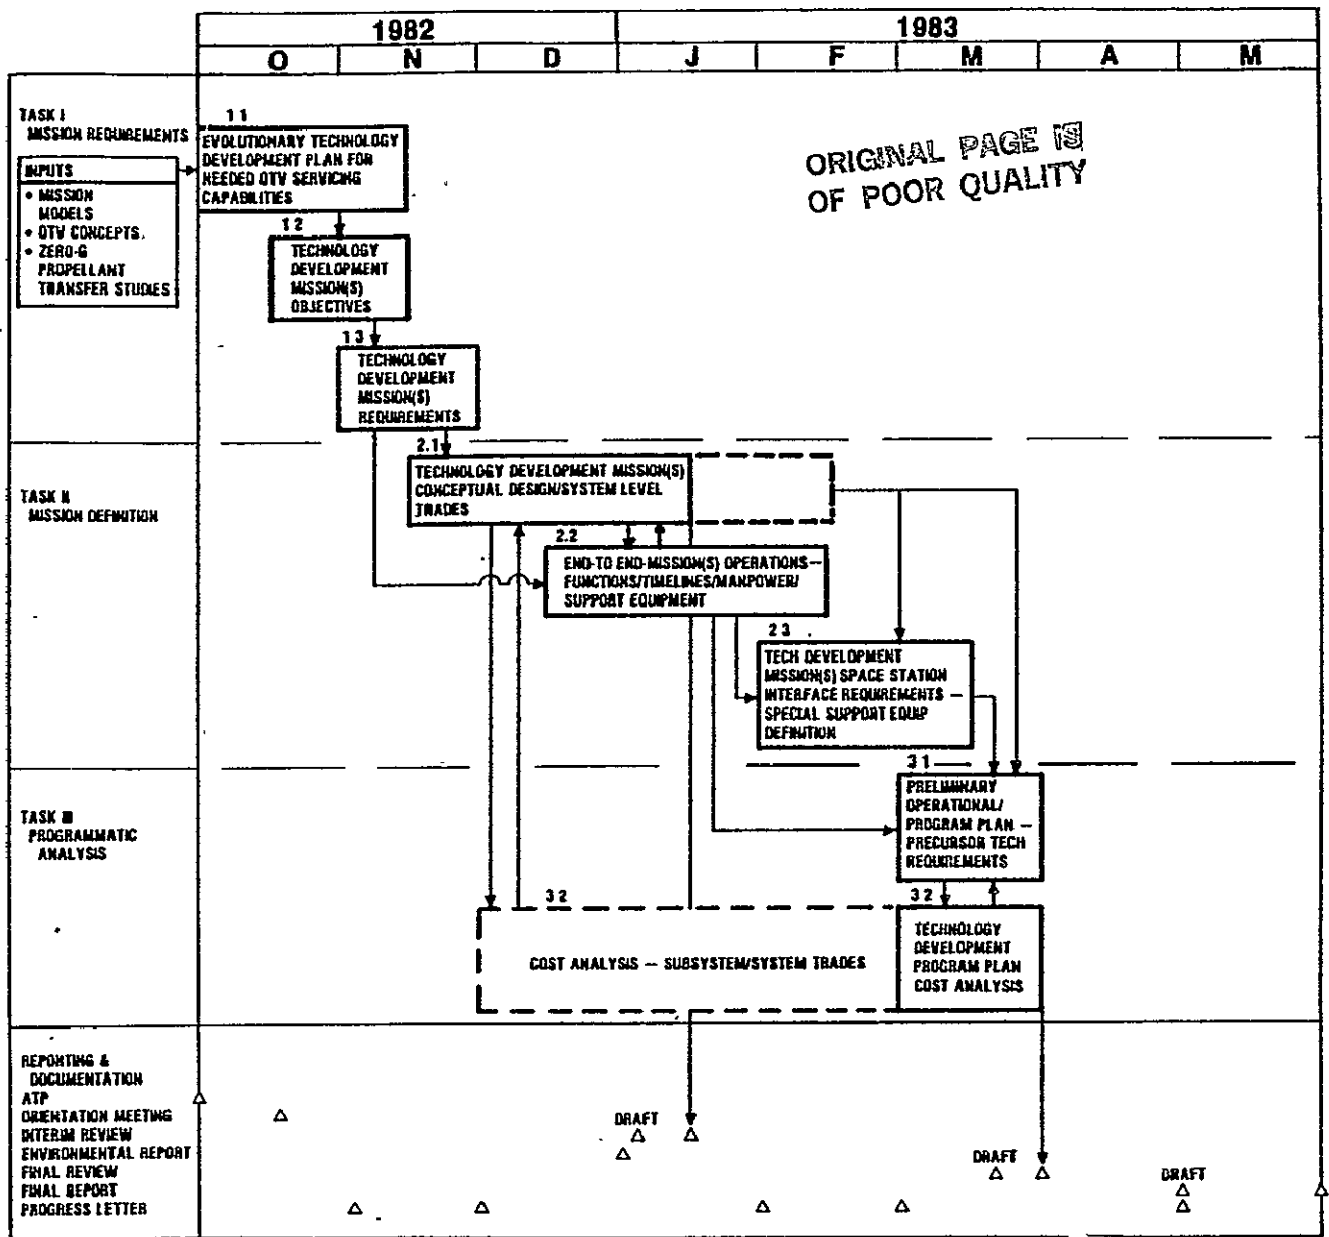 1982
1983
O N D J F M A M
TASK I
MISSION REQUIREMENTS
INPUTS
• MISSION
MODELS
• OTV CONCEPTS.
• ZERO-G
PROPELLANT
TRANSFER STUDIES
1 1
EVOLUTIONARY TECHNOLOGY
DEVELOPMENT PLAN FOR
NEEDED OTV SERVICING
CAPABILITIES
ORIGINAL PAGE IS
OF POOR QUALITY
1 2
TECHNOLOGY
DEVELOPMENT
MISSION(S)
OBJECTIVES
1 3
TECHNOLOGY
DEVELOPMENT
MISSION(S)
REQUIREMENTS
TASK II
MISSION DEFINITION
2.1
TECHNOLOGY DEVELOPMENT MISSION(S)
CONCEPTUAL DESIGN/SYSTEM LEVEL
TRADES
2.2
END-TO END-MISSION(S) OPERATIONS —
FUNCTIONS/TIMELINES/MANPOWER/
SUPPORT EQUIPMENT
2 3
TECH DEVELOPMENT
MISSION(S) SPACE STATION
INTERFACE REQUIREMENTS —
SPECIAL SUPPORT EQUIP
DEFINITION
TASK III
PROGRAMMATIC
ANALYSIS
3 1
PRELIMINARY
OPERATIONAL/
PROGRAM PLAN —
PRECURSOR TECH
REQUIREMENTS
3 2
COST ANALYSIS — SUBSYSTEM/SYSTEM TRADES
3 2
TECHNOLOGY
DEVELOPMENT
PROGRAM PLAN
COST ANALYSIS
REPORTING &
DOCUMENTATION
ATP
ORIENTATION MEETING
INTERIM REVIEW
DRAFT
ENVIRONMENTAL REPORT
FINAL REVIEW
DRAFT
FINAL REPORT
DRAFT
PROGRESS LETTER